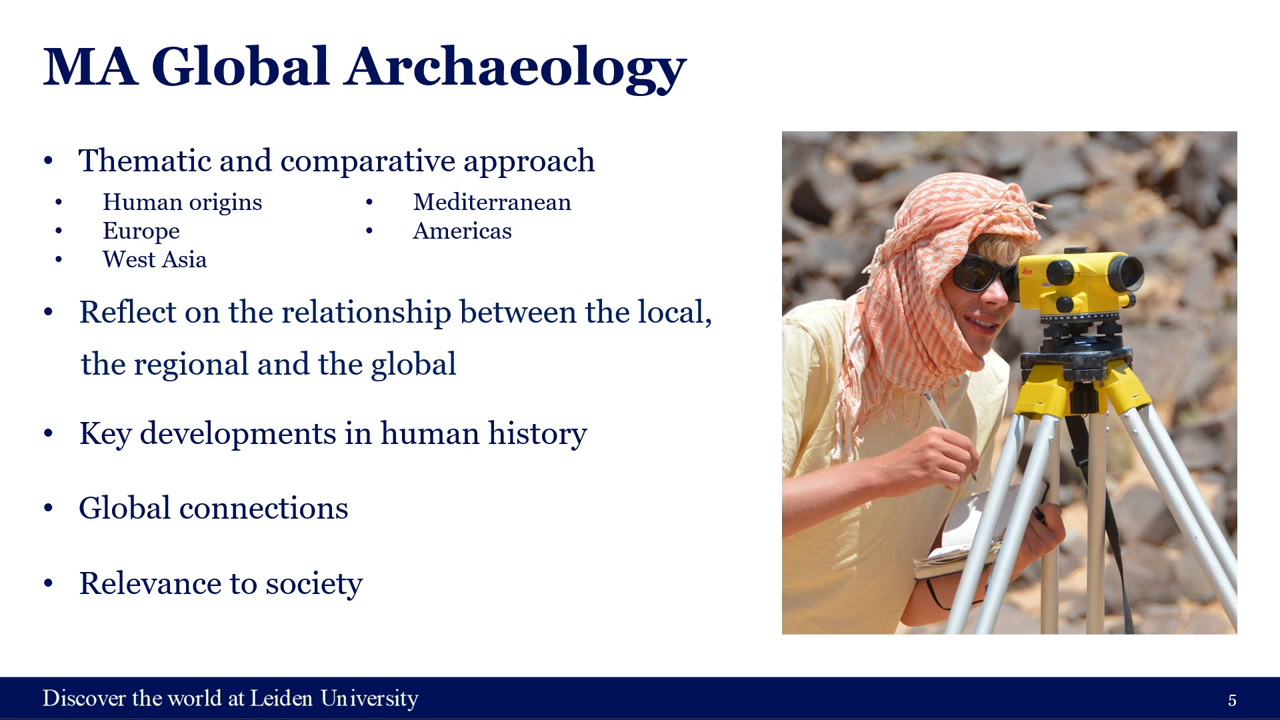 MA Global Archaeology
• Thematic and comparative approach
• Human origins
• Europe
• West Asia
• Mediterranean
• Americas
• Reflect on the relationship between the local,
the regional and the global
• Key developments in human history
• Global connections
• Relevance to society
Leica
Discover the world at Leiden University
5